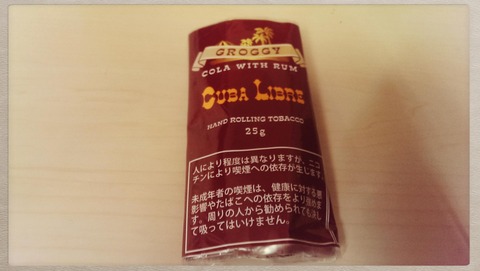 GROGGY
COLA WITH RUM
CUBA LIBRE
HAND ROLLING TOBACCO
25g
人により程度は異なりますが、ニコ
チンにより喫煙への依存が生じます。
未成年者の喫煙は、健康に対する悪
影響やたばこへの依存をより強めま
す。周りの人から勧められても決し
て吸ってはいけません。